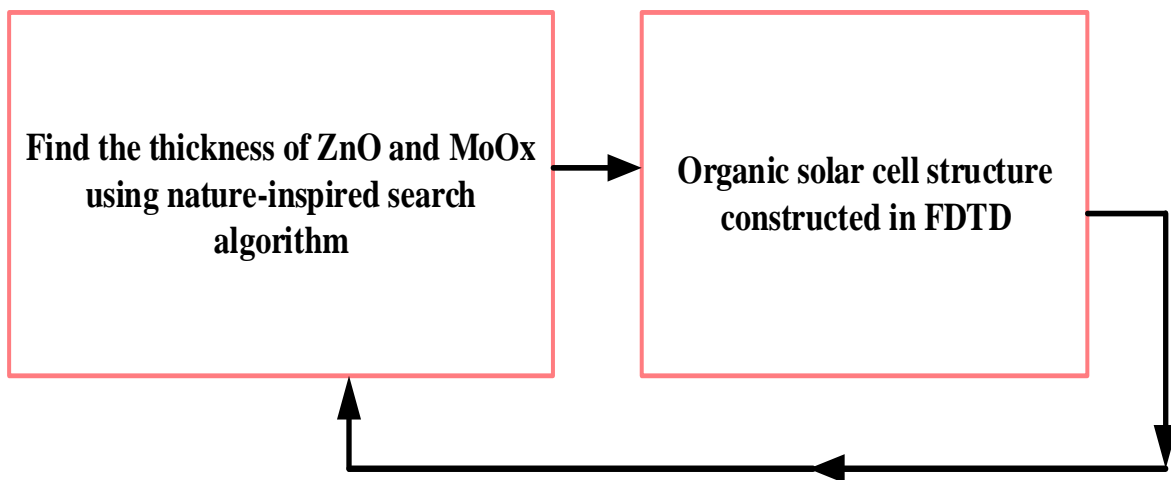 Find the thickness of ZnO and MoOx
using nature-inspired search
algorithm
Organic solar cell structure
constructed in FDTD